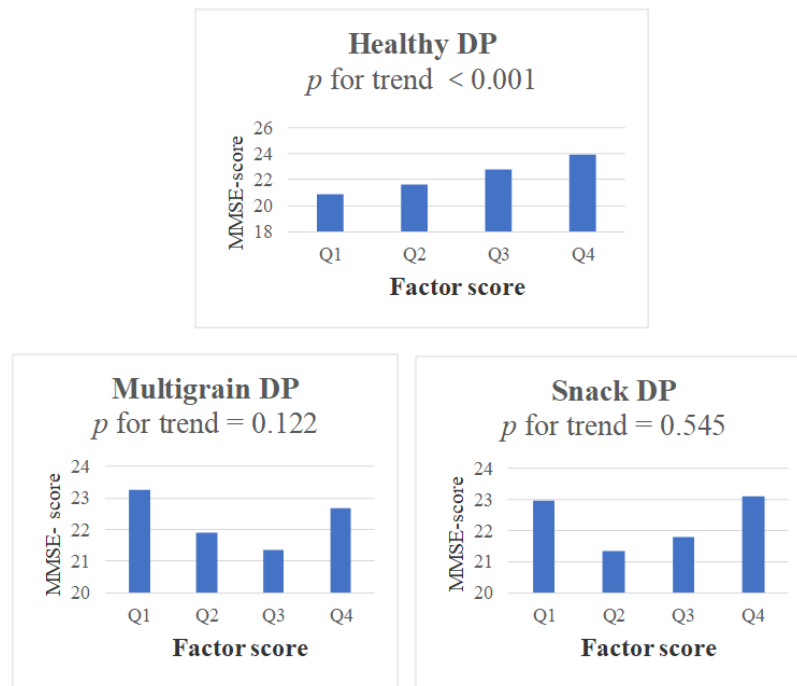 Healthy DP
p for trend < 0.001
MMSE-score
26
24
22
20
18
Q1 Q2 Q3 Q4
Factor score
Multigrain DP
p for trend = 0.122
MMSE- score
24
23
22
21
20
Q1 Q2 Q3 Q4
Factor score
Snack DP
p for trend = 0.545
MMSE-score
24
23
22
21
20
Q1 Q2 Q3 Q4
Factor score